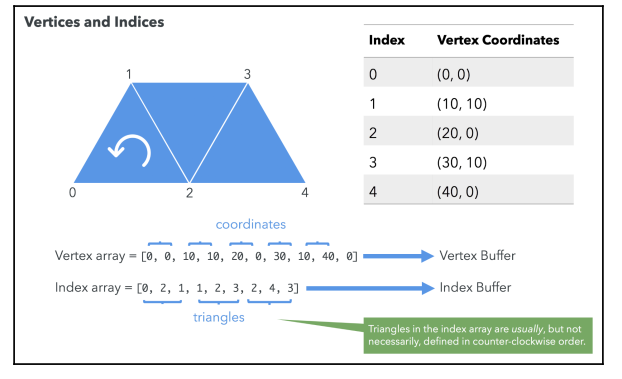 Vertices and Indices
Index Vertex Coordinates
0 (0, 0)
1 (10, 10)
2 (20, 0)
3 (30, 10)
4 (40, 0)
1 3
0 2 4
coordinates
Vertex array = [0, 0, 10, 10, 20, 0, 30, 10, 40, 0] Vertex Buffer
Index array = [0, 2, 1, 1, 2, 3, 2, 4, 3] Index Buffer
triangles
Triangles in the index array are usually, but not
necessarily, defined in counter-clockwise order.